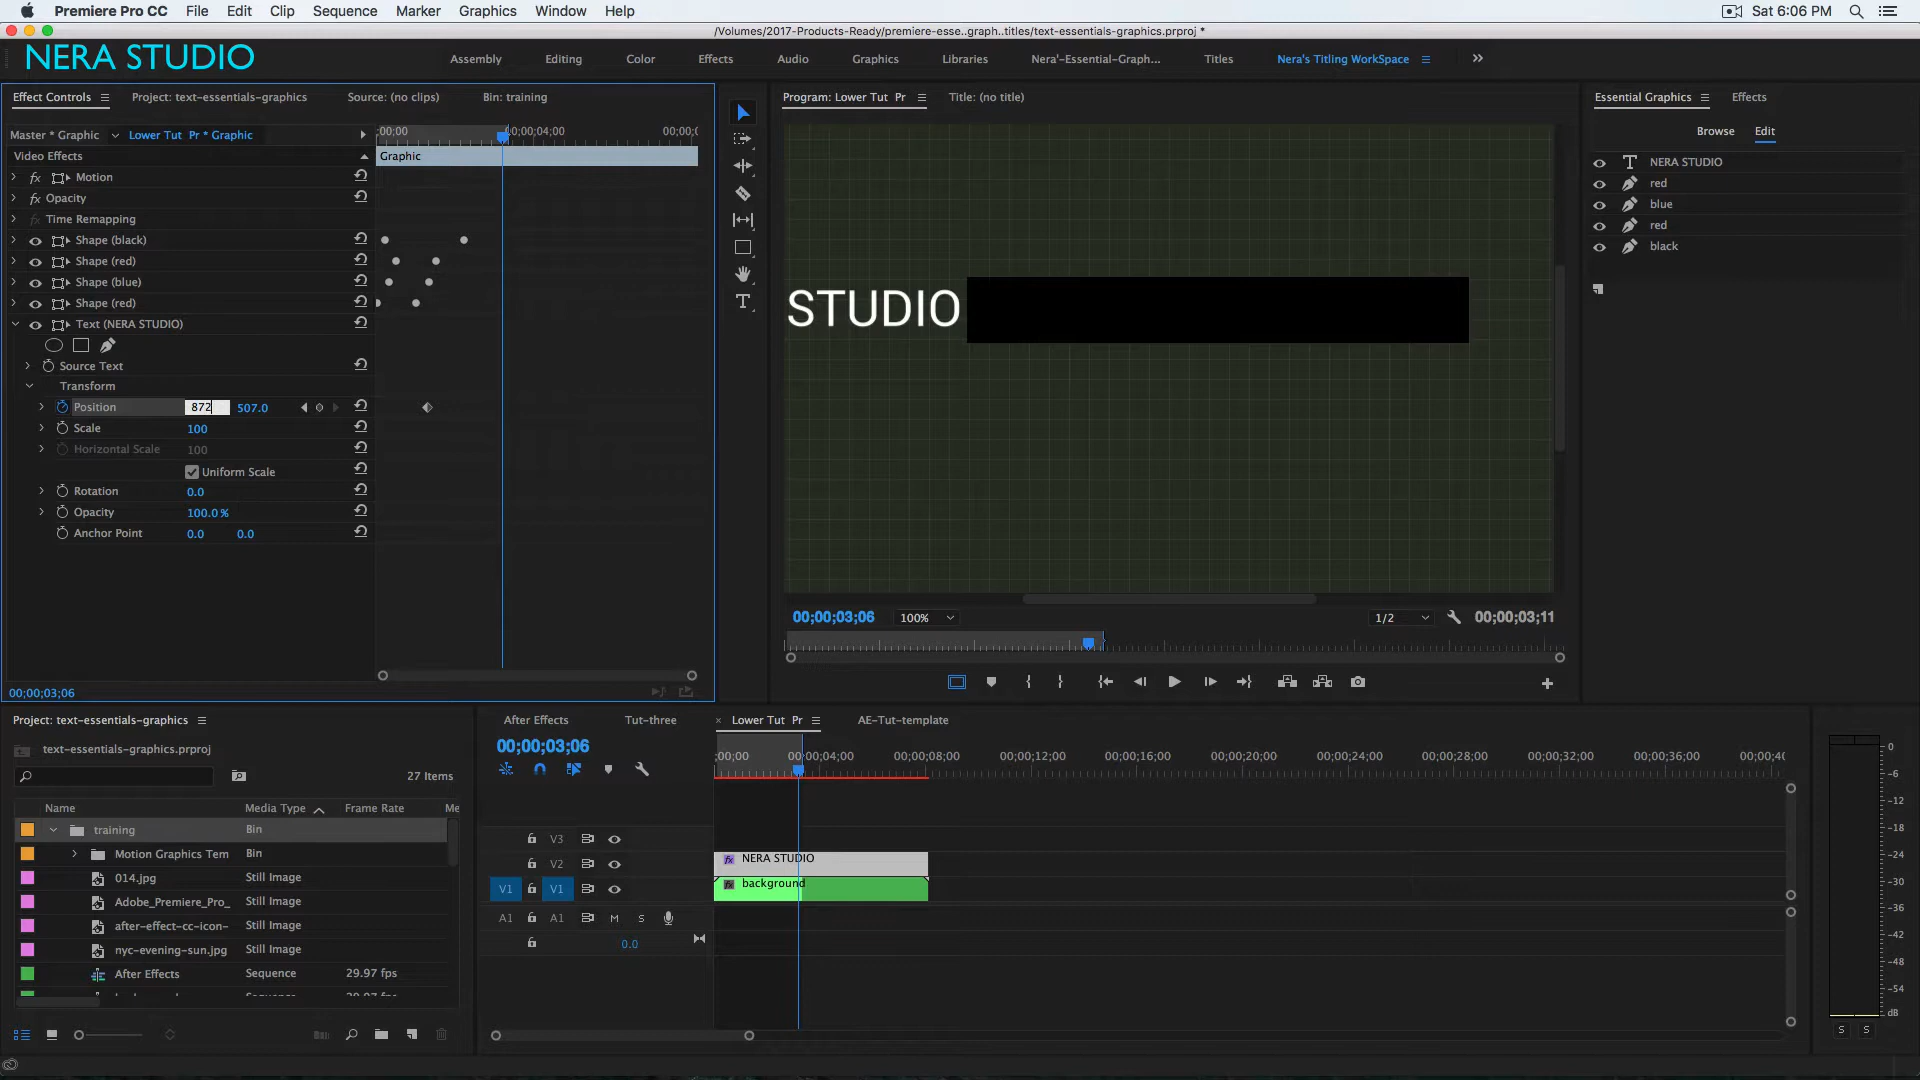 Premiere Pro CC File Edit Clip Sequence Marker Graphics Window Help Sat 6:06 PM
/Volumes/2017-Products-Ready/premiere-esse..graph..titles/text-essentials-graphics.prproj *
NERA STUDIO
Assembly Editing Color Effects Audio Graphics Libraries Nera'-Essential-Graph... Titles Nera's Titling WorkSpace
Effect Controls Project: text-essentials-graphics Source: (no clips) Bin: training
Program: Lower Tut Pr Title: (no title)
Essential Graphics Effects
Master * Graphic Lower Tut Pr * Graphic
;00;00 00;00;04;00
Browse Edit
Video Effects
Graphic
fx Motion
fx Opacity
fx Time Remapping
Shape (black)
Shape (red)
Shape (blue)
Shape (red)
Text (NERA STUDIO)
Source Text
Transform
Position 872 507.0
Scale 100
Horizontal Scale 100
Uniform Scale
Rotation 0.0
Opacity 100.0 %
Anchor Point 0.0 0.0
00;00;03;06
STUDIO
00;00;03;06 100% 1/2 00;00;03;11
NERA STUDIO
red
blue
red
black
Project: text-essentials-graphics
text-essentials-graphics.prproj
27 Items
Name Media Type Frame Rate Me
training Bin
Motion Graphics Tem Bin
014.jpg Still Image
Adobe_Premiere_Pro_ Still Image
after-effect-cc-icon- Still Image
nyc-evening-sun.jpg Still Image
After Effects Sequence 29.97 fps
After Effects Tut-three Lower Tut Pr AE-Tut-template
00;00;03;06
;00;00 00;00;04;00 00;00;08;00 00;00;12;00 00;00;16;00 00;00;20;00 00;00;24;00 00;00;28;00 00;00;32;00 00;00;36;00 00;00;40
V3
V2 fx NERA STUDIO
V1 V1 fx background
A1 A1 M S
0.0
0
-6
-12
-18
-24
-30
-36
-42
-48
-54
dB
S S